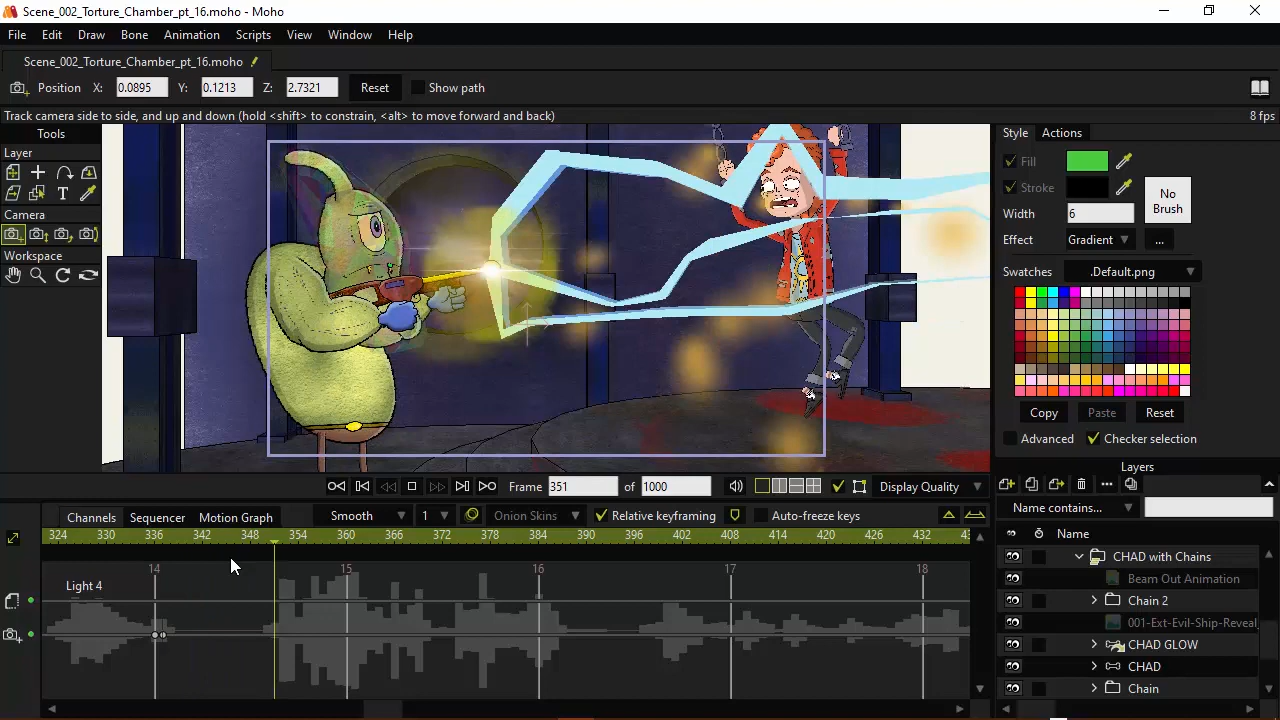 Scene_002_Torture_Chamber_pt_16.moho - Moho
File Edit Draw Bone Animation Scripts View Window Help
Scene_002_Torture_Chamber_pt_16.moho
Position X: 0.0895 Y: 0.1213 Z: 2.7321 Reset Show path
Track camera side to side, and up and down (hold <shift> to constrain, <alt> to move forward and back) 8 fps
Tools
Layer
T
Camera
Workspace
Style Actions
Fill
Stroke
No Brush
Width 6
Effect Gradient ...
Swatches .Default.png
Copy Paste Reset
Advanced Checker selection
Frame 351 of 1000 Display Quality
Channels Sequencer Motion Graph Smooth 1 Onion Skins Relative keyframing Auto-freeze keys
324 330 336 342 348 354 360 366 372 378 384 390 396 402 408 414 420 426 432
14 15 16 17 18
Light 4
Layers
Name contains...
Name
CHAD with Chains
Beam Out Animation
Chain 2
001-Ext-Evil-Ship-Reveal
CHAD GLOW
CHAD
Chain